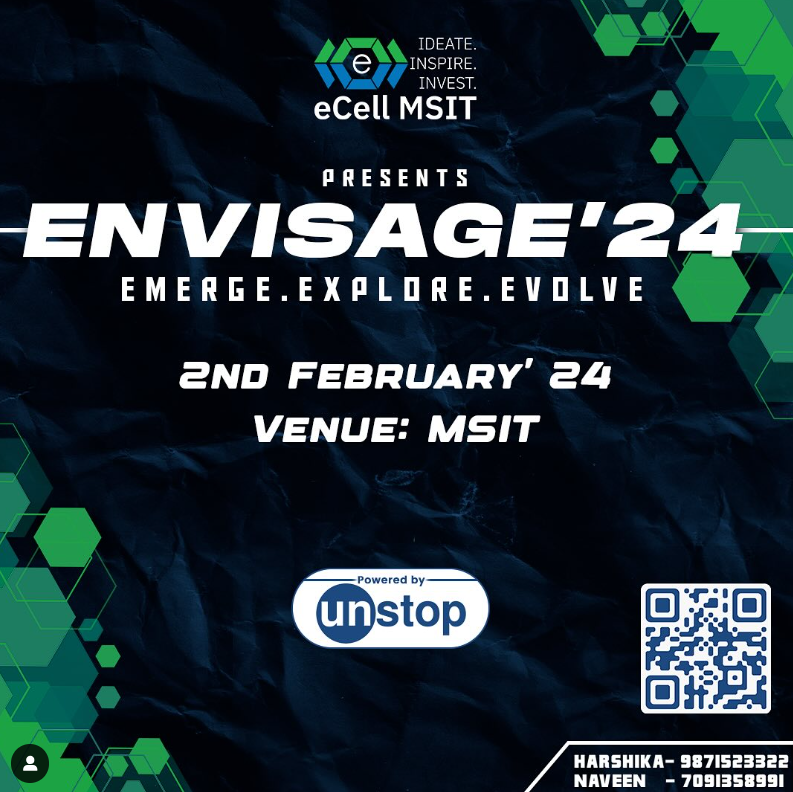 IDEATE.
INSPIRE.
INVEST.
e
eCell MSIT
PRESENTS
ENVISAGE'24
EMERGE.EXPLORE.EVOLVE
2ND FEBRUARY' 24
VENUE: MSIT
Powered by
unstop
HARSHIKA- 9871523322
NAVEEN - 7091358991